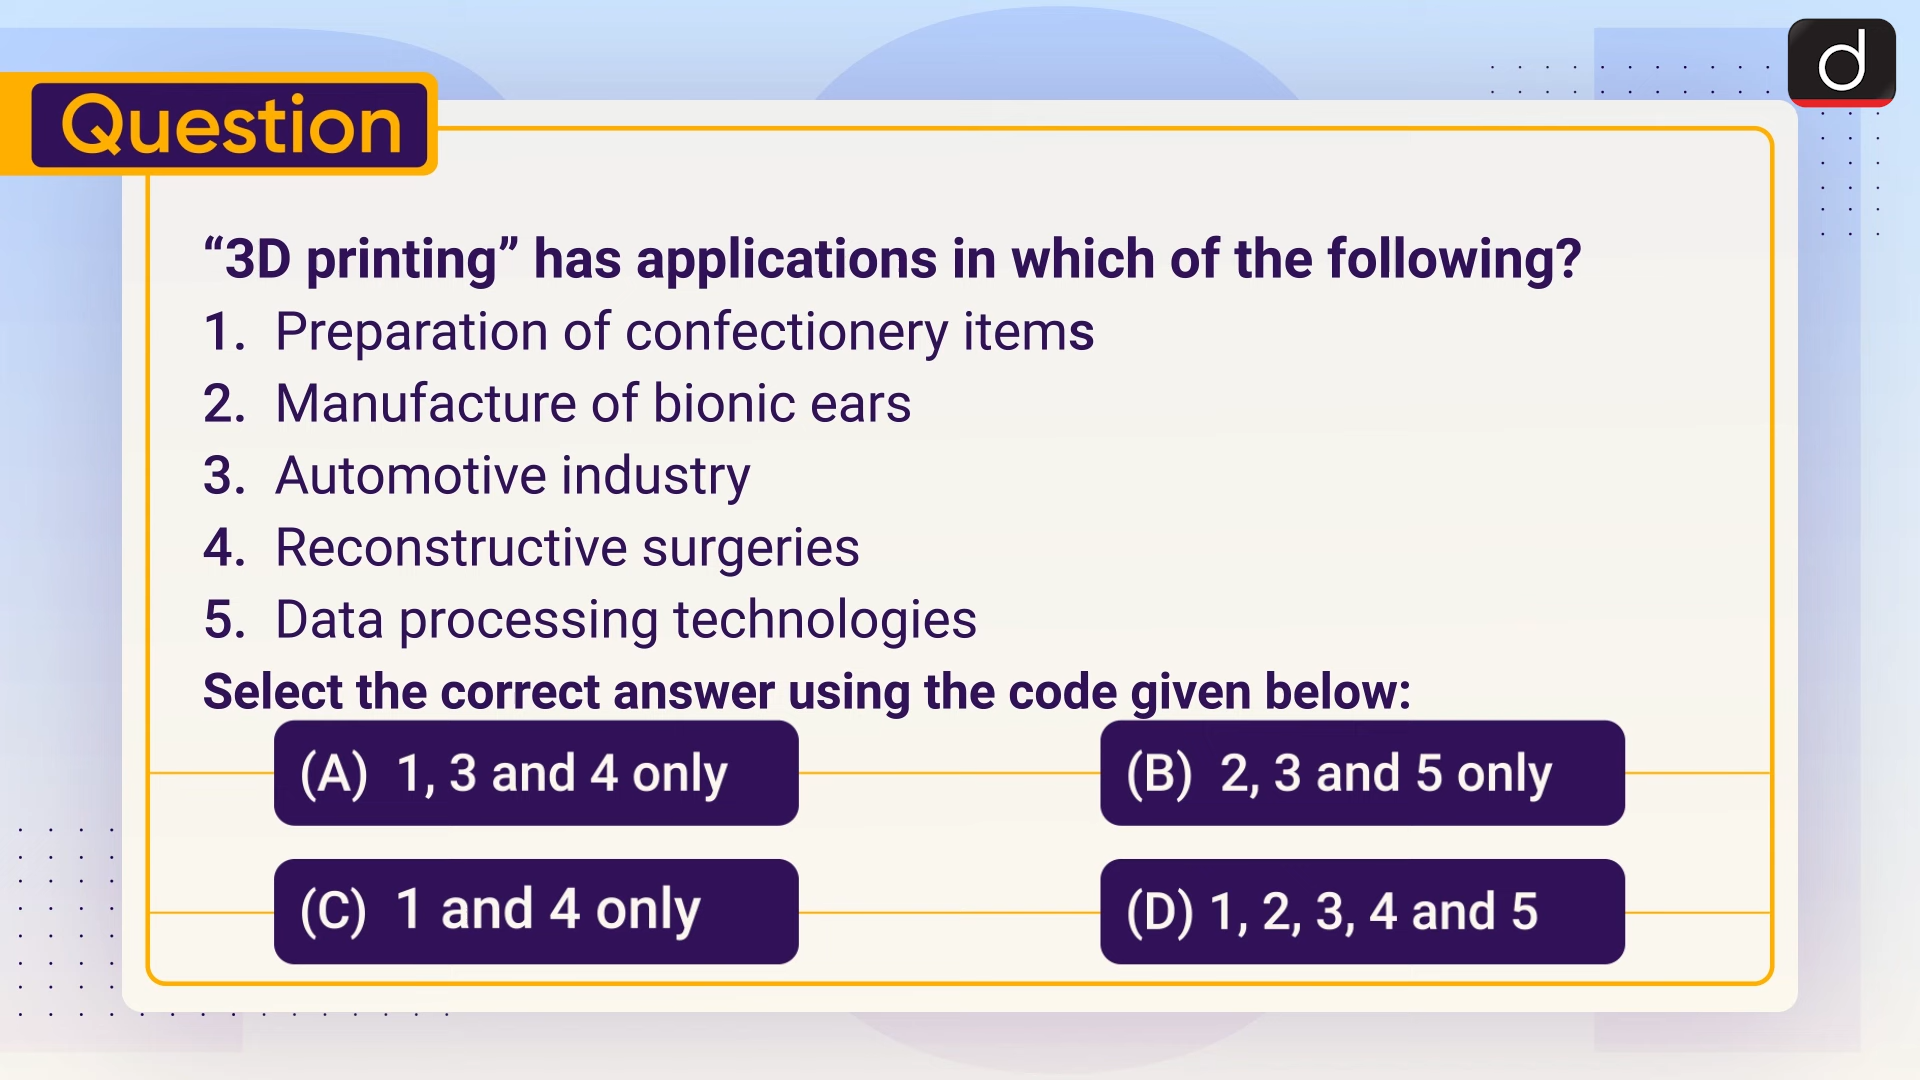 Question
d
“3D printing” has applications in which of the following?
1. Preparation of confectionery items
2. Manufacture of bionic ears
3. Automotive industry
4. Reconstructive surgeries
5. Data processing technologies
Select the correct answer using the code given below:
(A) 1, 3 and 4 only
(B) 2, 3 and 5 only
(C) 1 and 4 only
(D) 1, 2, 3, 4 and 5